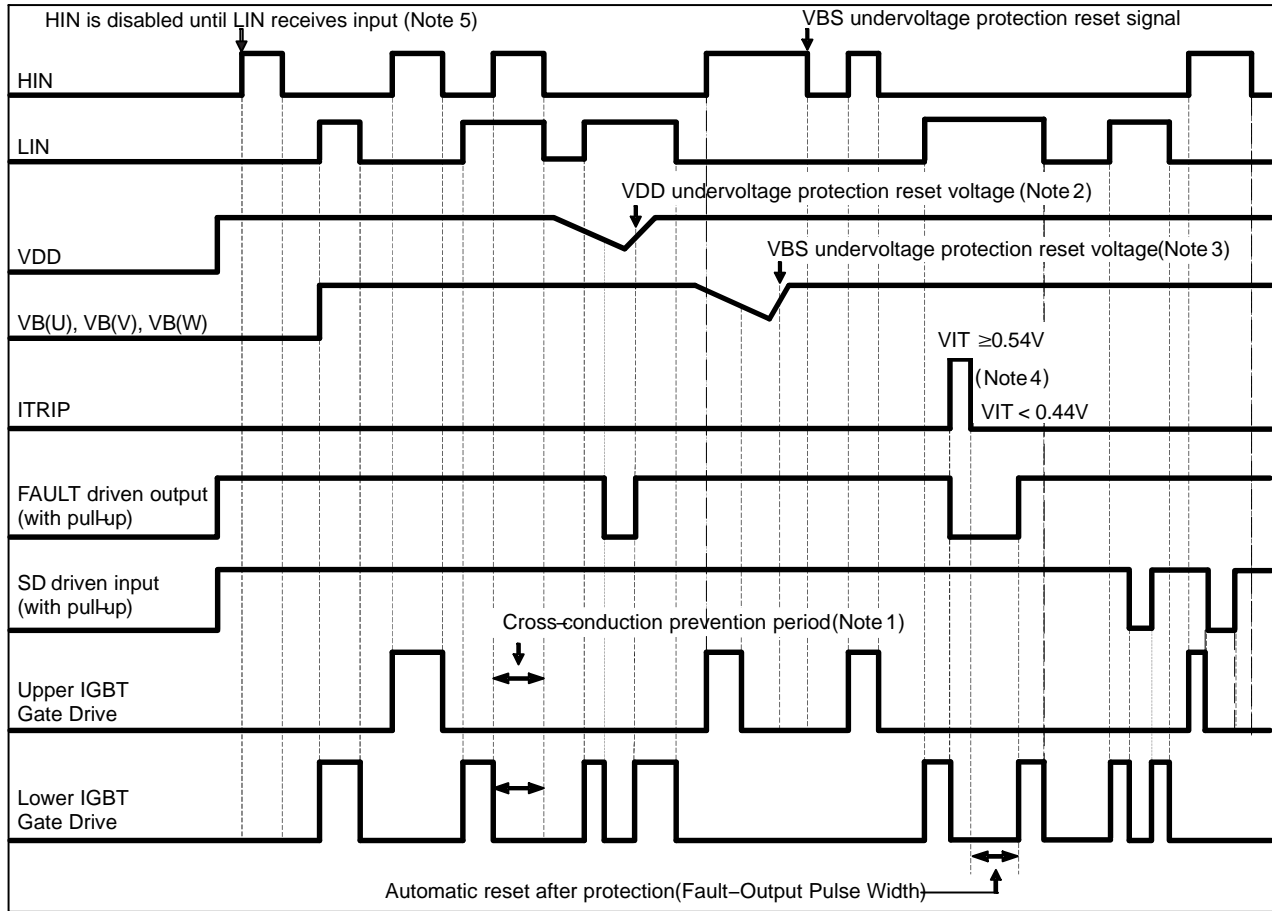 HIN is disabled until LIN receives input (Note 5)
VBS undervoltage protection reset signal
HIN
LIN
VDD undervoltage protection reset voltage (Note 2)
VDD
VBS undervoltage protection reset voltage(Note 3)
VB(U), VB(V), VB(W)
VIT ≥0.54V
(Note 4)
ITRIP
VIT < 0.44V
FAULT driven output
(with pull-up)
SD driven input
(with pull-up)
Cross-conduction prevention period(Note 1)
Upper IGBT
Gate Drive
Lower IGBT
Gate Drive
Automatic reset after protection(Fault-Output Pulse Width)